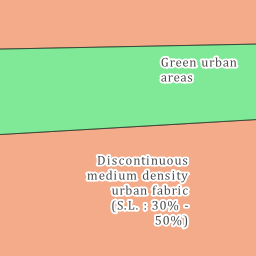 Green urban
areas
Discontinuous
medium density
urban fabric
(S.L. : 30% -
50%)